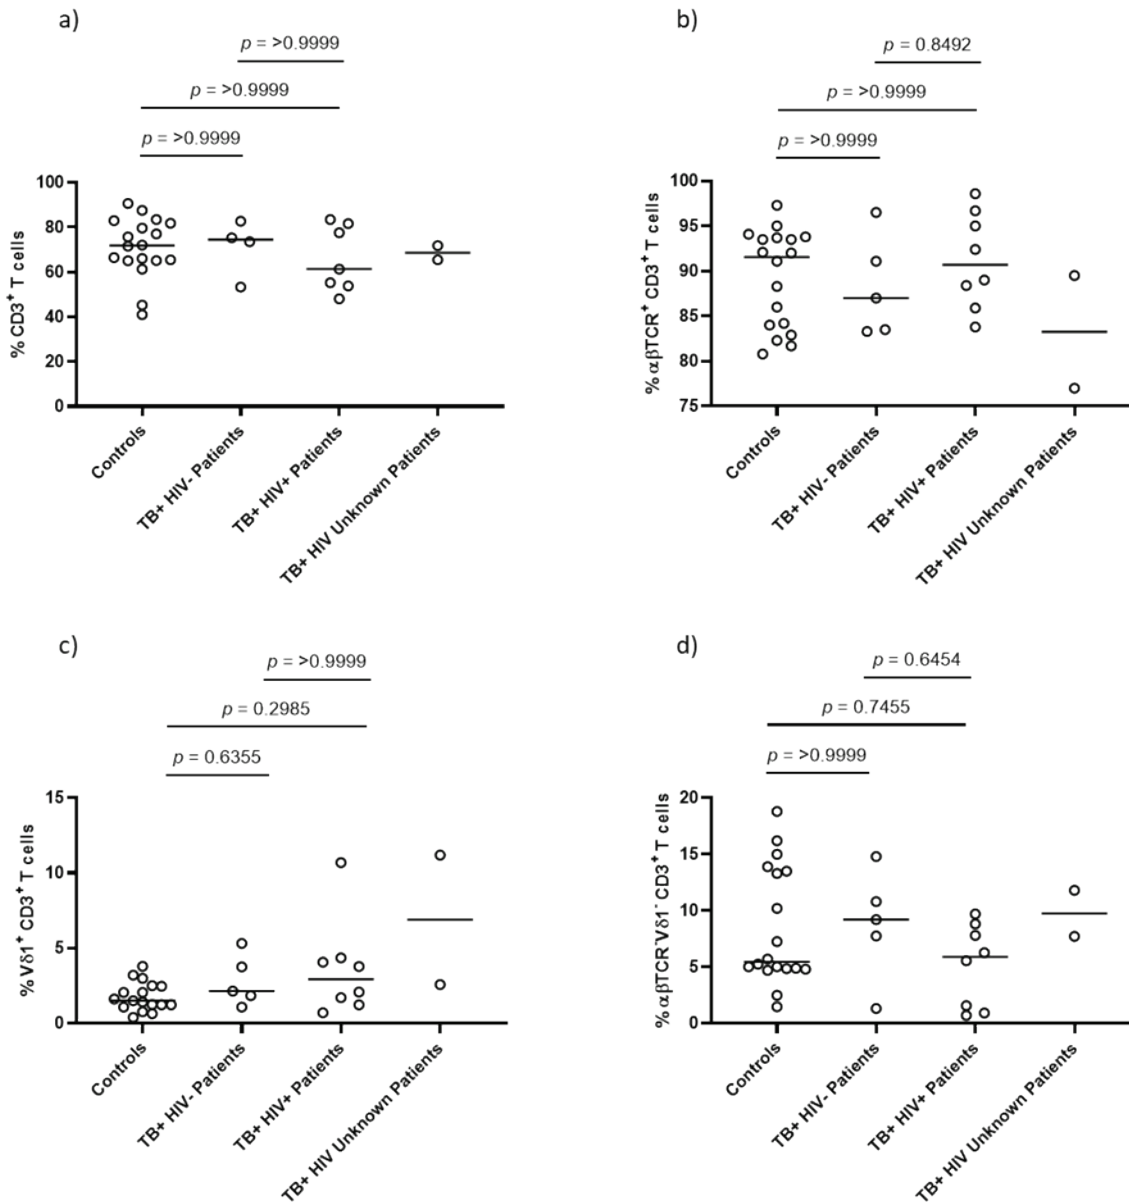 a)
p = >0.9999
p = >0.9999
p = >0.9999
% CD3⁺ T cells
100
80
60
40
20
0
Controls
TB+ HIV- Patients
TB+ HIV+ Patients
TB+ HIV Unknown Patients
b)
p = 0.8492
p = >0.9999
p = >0.9999
% αβTCR⁺ CD3⁺ T cells
100
95
90
85
80
75
Controls
TB+ HIV- Patients
TB+ HIV+ Patients
TB+ HIV Unknown Patients
c)
p = >0.9999
p = 0.2985
p = 0.6355
% Vδ1⁺ CD3⁺ T cells
15
10
5
0
Controls
TB+ HIV- Patients
TB+ HIV+ Patients
TB+ HIV Unknown Patients
d)
p = 0.6454
p = 0.7455
p = >0.9999
% αβTCR⁻Vδ1⁻ CD3⁺ T cells
20
15
10
5
0
Controls
TB+ HIV- Patients
TB+ HIV+ Patients
TB+ HIV Unknown Patients